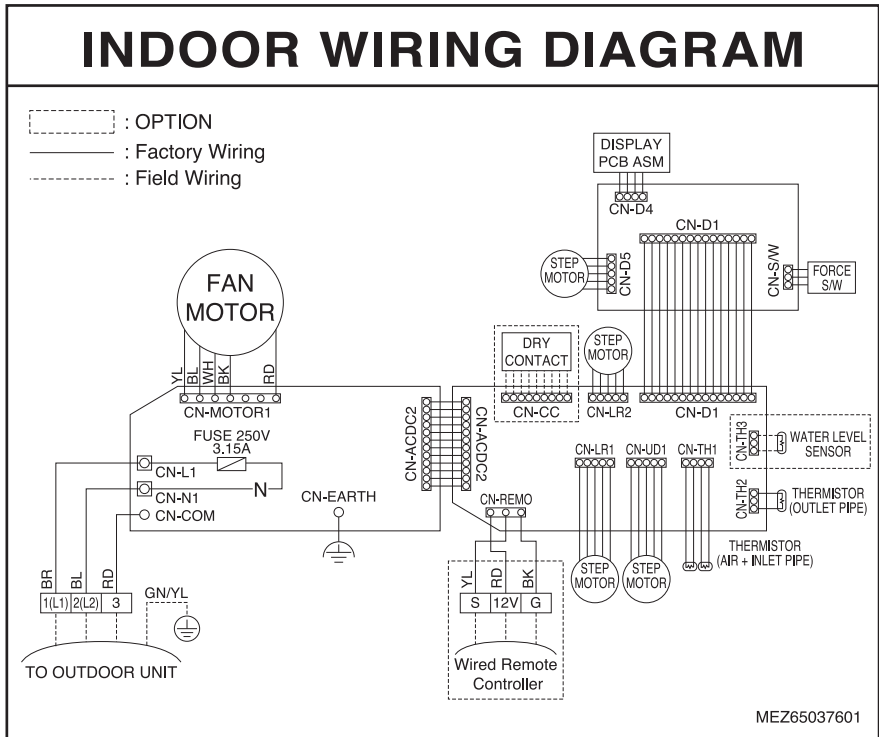 INDOOR WIRING DIAGRAM
: OPTION
: Factory Wiring
: Field Wiring
DISPLAY
PCB ASM
CN-D4
CN-D1
STEP
MOTOR
CN-D5
CN-S/W
FORCE
S/W
FAN
MOTOR
YL
BL
WH
BK
RD
CN-MOTOR1
FUSE 250V
3.15A
CN-L1
CN-N1
N
CN-COM
CN-EARTH
CN-ACDC2
CN-ACDC2
DRY
CONTACT
CN-CC
STEP
MOTOR
CN-LR2
CN-D1
CN-TH3
WATER LEVEL
SENSOR
CN-LR1
CN-UD1
CN-TH1
CN-TH2
THERMISTOR
(OUTLET PIPE)
THERMISTOR
(AIR + INLET PIPE)
STEP
MOTOR
STEP
MOTOR
CN-REMO
YL
RD
BK
S
12V
G
Wired Remote
Controller
BR
BL
RD
GN/YL
1(L1)
2(L2)
3
TO OUTDOOR UNIT
MEZ65037601